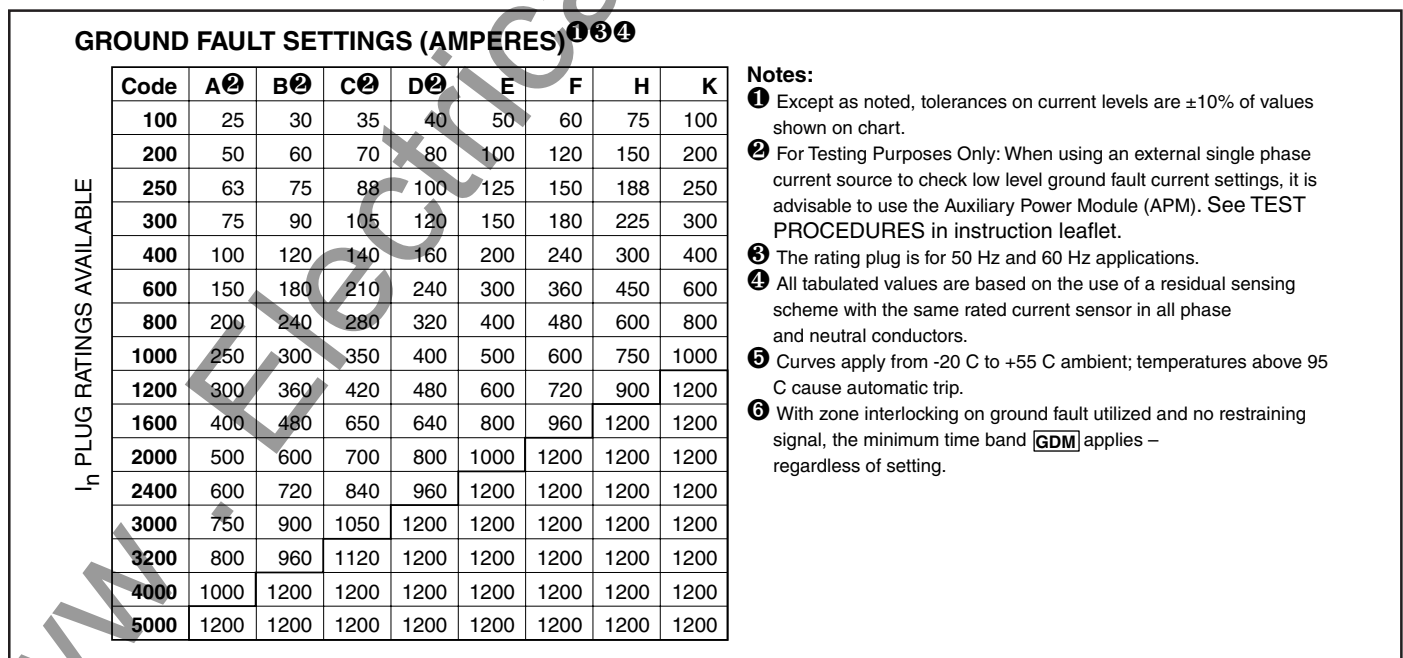 GROUND FAULT SETTINGS (AMPERES)❶❸❹
Code A❷ B❷ C❷ D❷ E F H K
100 25 30 35 40 50 60 75 100
200 50 60 70 80 100 120 150 200
250 63 75 88 100 125 150 188 250
300 75 90 105 120 150 180 225 300
400 100 120 140 160 200 240 300 400
600 150 180 210 240 300 360 450 600
800 200 240 280 320 400 480 600 800
1000 250 300 350 400 500 600 750 1000
1200 300 360 420 480 600 720 900 1200
1600 400 480 650 640 800 960 1200 1200
2000 500 600 700 800 1000 1200 1200 1200
2400 600 720 840 960 1200 1200 1200 1200
3000 750 900 1050 1200 1200 1200 1200 1200
3200 800 960 1120 1200 1200 1200 1200 1200
4000 1000 1200 1200 1200 1200 1200 1200 1200
5000 1200 1200 1200 1200 1200 1200 1200 1200
In PLUG RATINGS AVAILABLE
Notes:
❶ Except as noted, tolerances on current levels are ±10% of values
shown on chart.
❷ For Testing Purposes Only: When using an external single phase
current source to check low level ground fault current settings, it is
advisable to use the Auxiliary Power Module (APM). See TEST
PROCEDURES in instruction leaflet.
❸ The rating plug is for 50 Hz and 60 Hz applications.
❹ All tabulated values are based on the use of a residual sensing
scheme with the same rated current sensor in all phase
and neutral conductors.
❺ Curves apply from -20 C to +55 C ambient; temperatures above 95
C cause automatic trip.
❻ With zone interlocking on ground fault utilized and no restraining
signal, the minimum time band GDM applies –
regardless of setting.
w . Electric